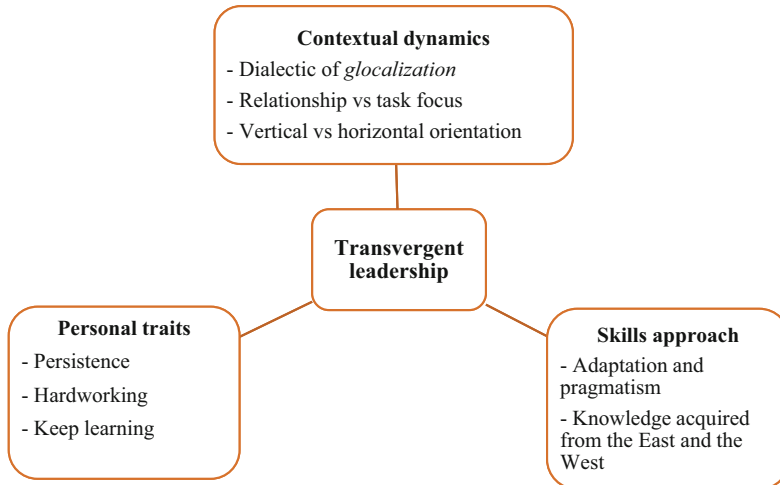 Contextual dynamics
- Dialectic of glocalization
- Relationship vs task focus
- Vertical vs horizontal orientation
Transvergent
leadership
Personal traits
- Persistence
- Hardworking
- Keep learning
Skills approach
- Adaptation and
pragmatism
- Knowledge acquired
from the East and the
West